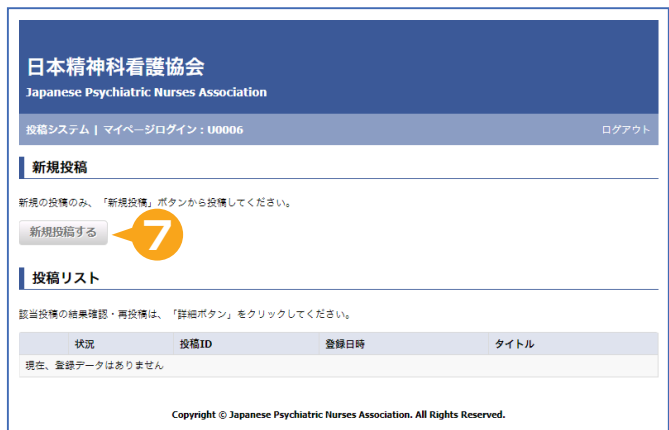 日本精神科看護協会
Japanese Psychiatric Nurses Association
投稿システム | マイページログイン : U0006 ログアウト
新規投稿
新規の投稿のみ、「新規投稿」ボタンから投稿してください。
新規投稿する 7
投稿リスト
該当投稿の結果確認・再投稿は、「詳細ボタン」をクリックしてください。
状況 投稿ID 登録日時 タイトル
現在、登録データはありません
Copyright © Japanese Psychiatric Nurses Association. All Rights Reserved.